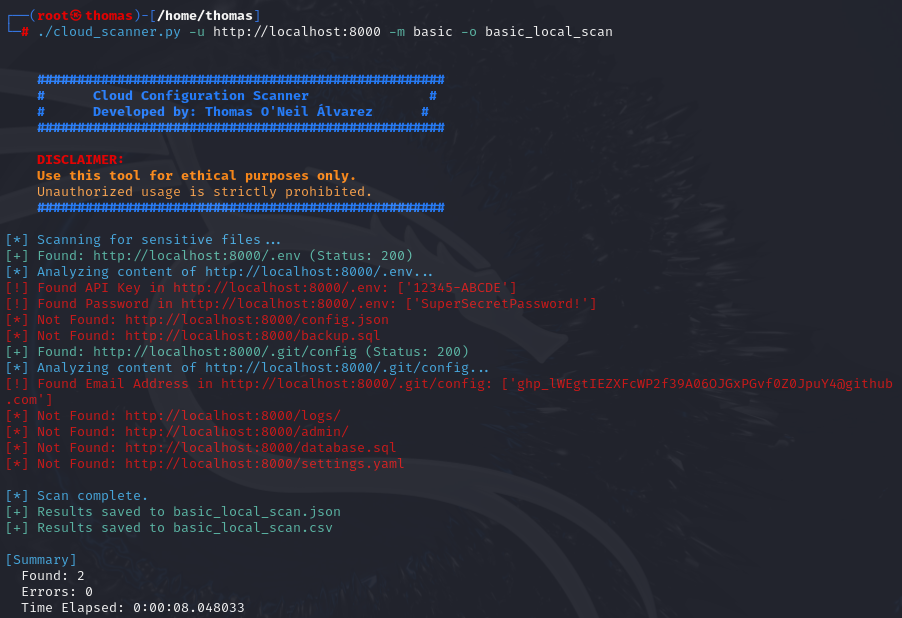 ┌──(root㉿thomas)-[/home/thomas]
└─# ./cloud_scanner.py -u http://localhost:8000 -m basic -o basic_local_scan
###################################################
#      Cloud Configuration Scanner               #
#      Developed by: Thomas O'Neil Álvarez      #
###################################################
DISCLAIMER:
Use this tool for ethical purposes only.
Unauthorized usage is strictly prohibited.
###################################################
[*] Scanning for sensitive files...
[+] Found: http://localhost:8000/.env (Status: 200)
[*] Analyzing content of http://localhost:8000/.env...
[!] Found API Key in http://localhost:8000/.env: ['12345-ABCDE']
[!] Found Password in http://localhost:8000/.env: ['SuperSecretPassword!']
[*] Not Found: http://localhost:8000/config.json
[*] Not Found: http://localhost:8000/backup.sql
[+] Found: http://localhost:8000/.git/config (Status: 200)
[*] Analyzing content of http://localhost:8000/.git/config...
[!] Found Email Address in http://localhost:8000/.git/config: ['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@github
.com']
[*] Not Found: http://localhost:8000/logs/
[*] Not Found: http://localhost:8000/admin/
[*] Not Found: http://localhost:8000/database.sql
[*] Not Found: http://localhost:8000/settings.yaml
[*] Scan complete.
[+] Results saved to basic_local_scan.json
[+] Results saved to basic_local_scan.csv
[Summary]
Found: 2
Errors: 0
Time Elapsed: 0:00:08.048033